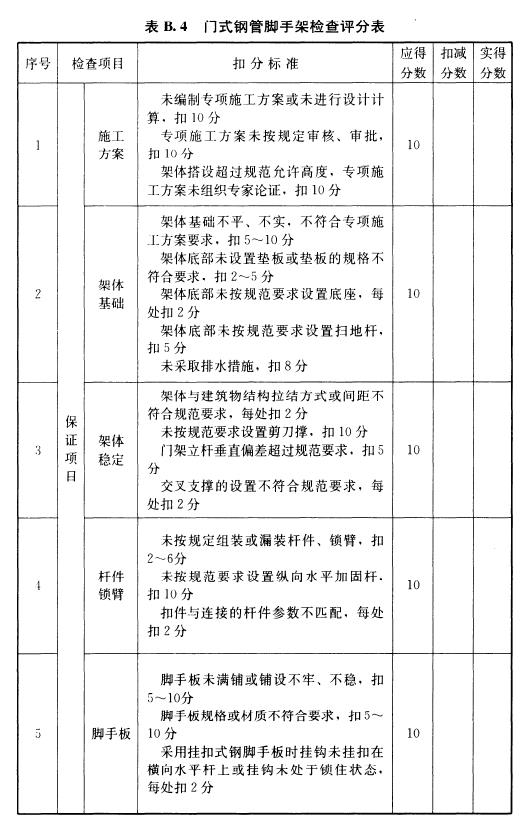 表 B.4 门式钢管脚手架检查评分表
序号 检查项目 扣分标准 应得分数 扣减分数 实得分数
保证项目
1 施工方案 10
未编制专项施工方案或未进行设计计
算，扣 10 分
专项施工方案未按规定审核、审批，
扣 10 分
架体搭设超过规范允许高度，专项施
工方案未组织专家论证，扣 10 分
2 架体基础 10
架体基础不平、不实，不符合专项施
工方案要求，扣 5～10 分
架体底部未设置垫板或垫板的规格不
符合要求，扣 2～5 分
架体底部未按规范要求设置底座，每
处扣 2 分
架体底部未按规范要求设置扫地杆，
扣 5 分
未采取排水措施，扣 8 分
3 架体稳定 10
架体与建筑物结构拉结方式或间距不
符合规范要求，每处扣 2 分
未按规范要求设置剪刀撑，扣 10 分
门架立杆垂直偏差超过规范要求，扣 5
分
交叉支撑的设置不符合规范要求，每
处扣 2 分
4 杆件锁臂 10
未按规定组装或漏装杆件、锁臂，扣
2～6分
未按规范要求设置纵向水平加固杆，
扣 10 分
扣件与连接的杆件参数不匹配，每处
扣 2 分
5 脚手板 10
脚手板未满铺或铺设不牢、不稳，扣
5～10分
脚手板规格或材质不符合要求，扣 5～
10 分
采用挂扣式钢脚手板时挂钩未挂扣在
横向水平杆上或挂钩未处于锁住状态，
每处扣 2 分